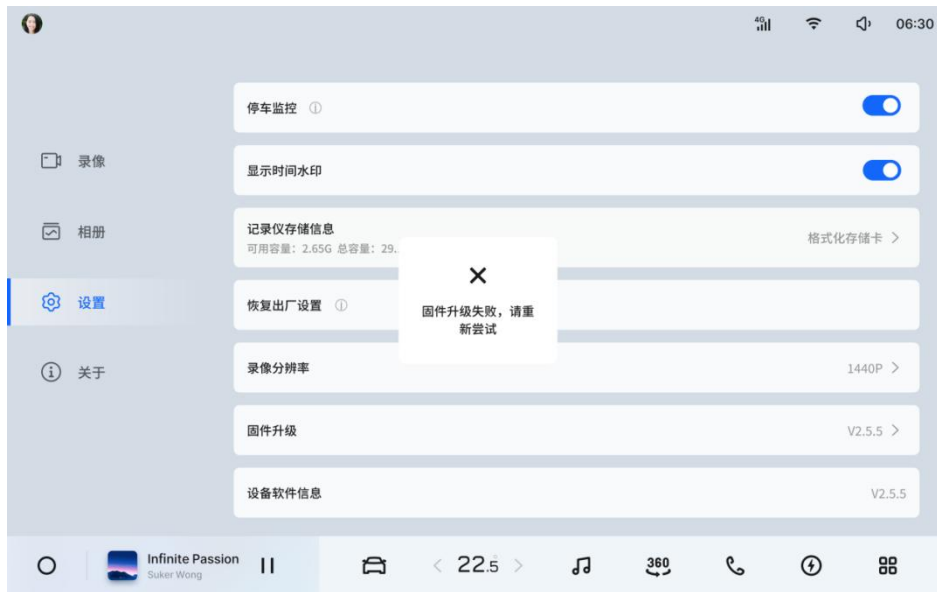 4G
06:30
停车监控
显示时间水印
录像
记录仪存储信息
可用容量：2.65G 总容量：29..
格式化存储卡
相册
固件升级失败，请重
新尝试
设置
恢复出厂设置
录像分辨率
1440P
关于
固件升级
V2.5.5
设备软件信息
V2.5.5
Infinite Passion
Suker Wong
22.5
360